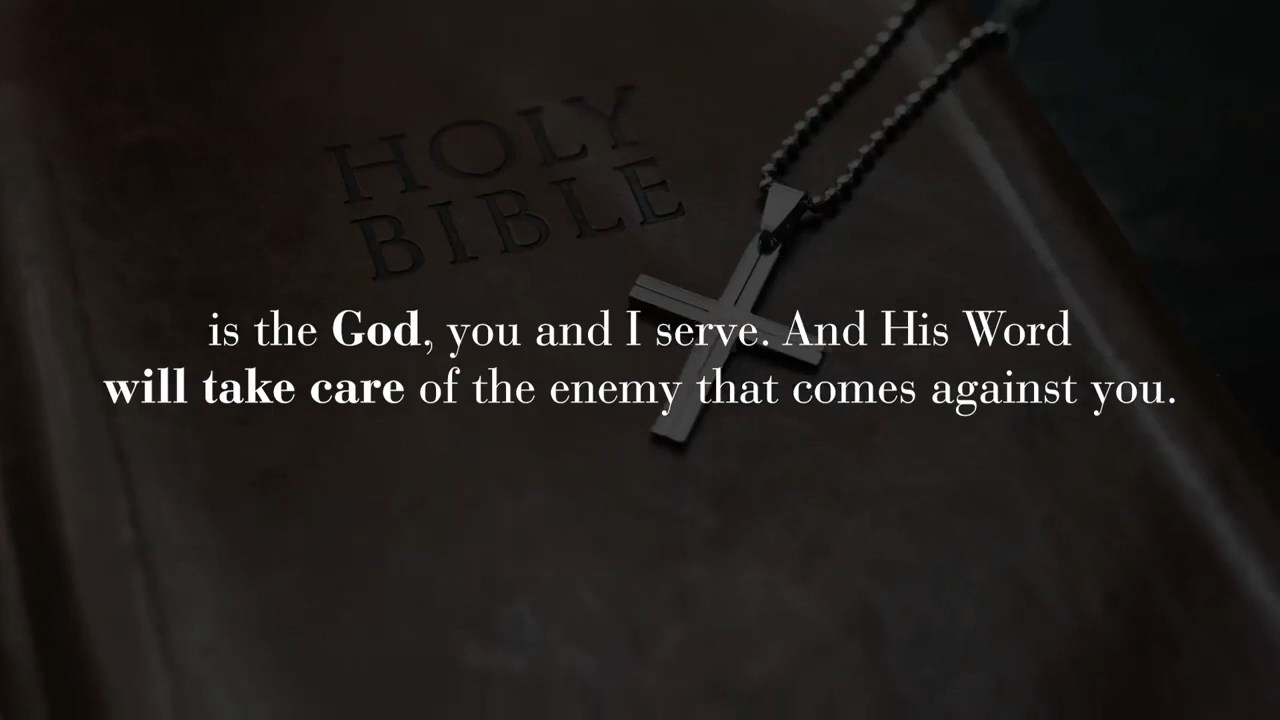 HOLY
BIBLE
is the God, you and I serve. And His Word
will take care of the enemy that comes against you.